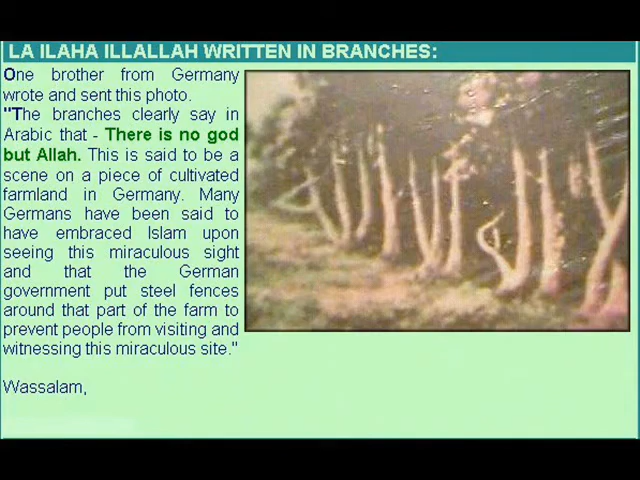 LA ILAHA ILLALLAH WRITTEN IN BRANCHES:
One brother from Germany
wrote and sent this photo.
"The branches clearly say in
Arabic that - There is no god
but Allah. This is said to be a
scene on a piece of cultivated
farmland in Germany. Many
Germans have been said to
have embraced Islam upon
seeing this miraculous sight
and that the German
government put steel fences
around that part of the farm to
prevent people from visiting and
witnessing this miraculous site."
Wassalam,